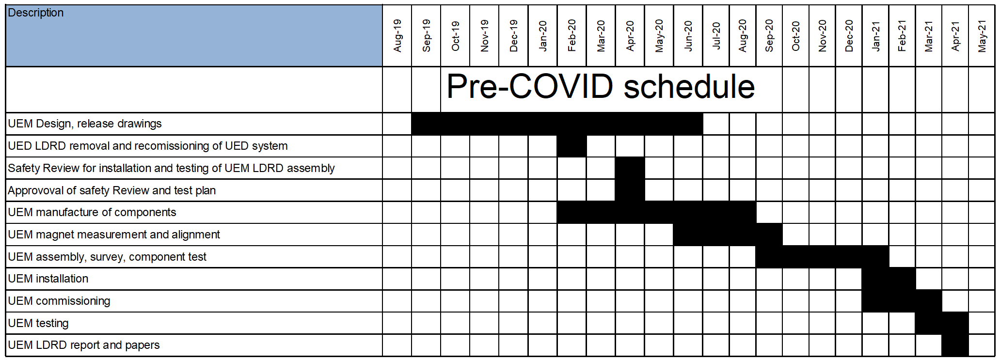 Description
Aug-19
Sep-19
Oct-19
Nov-19
Dec-19
Jan-20
Feb-20
Mar-20
Apr-20
May-20
Jun-20
Jul-20
Aug-20
Sep-20
Oct-20
Nov-20
Dec-20
Jan-21
Feb-21
Mar-21
Apr-21
May-21
Pre-COVID schedule
UEM Design, release drawings
UED LDRD removal and recomissioning of UED system
Safety Review for installation and testing of UEM LDRD assembly
Approvoval of safety Review and test plan
UEM manufacture of components
UEM magnet measurement and alignment
UEM assembly, survey, component test
UEM installation
UEM commissioning
UEM testing
UEM LDRD report and papers